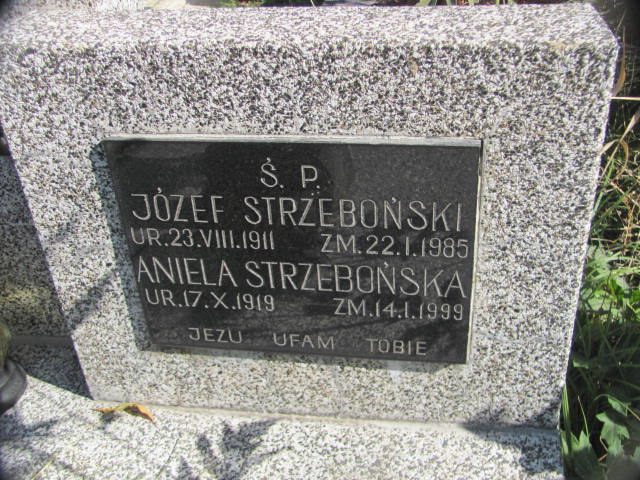 Ś. P.
JÓZEF STRZEBOŃSKI
UR. 23.VIII.1911 ZM. 22.I.1985
ANIELA STRZEBOŃSKA
UR. 17.X.1919 ZM. 14.I.1999
JEZU UFAM TOBIE